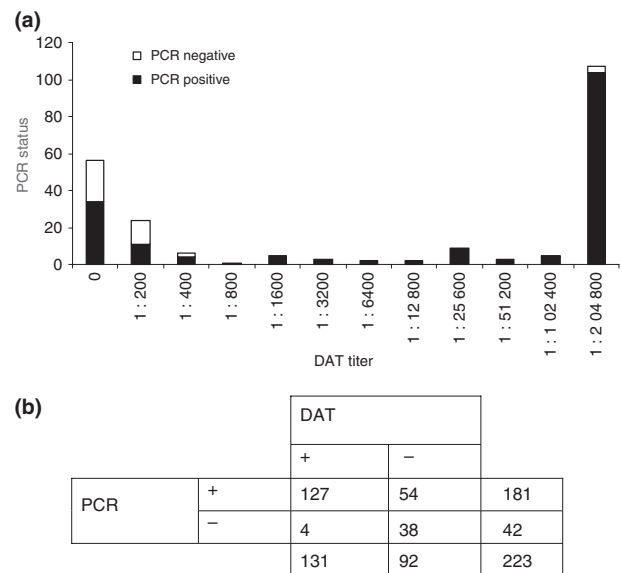 (a)
120
100
80
60
40
20
0
PCR status
PCR negative
PCR positive
0
1 : 200
1 : 400
1 : 800
1 : 1600
1 : 3200
1 : 6400
1 : 12 800
1 : 25 600
1 : 51 200
1 : 1 02 400
1 : 2 04 800
DAT titer
(b)
DAT
+ −
PCR + 127 54 181
− 4 38 42
131 92 223